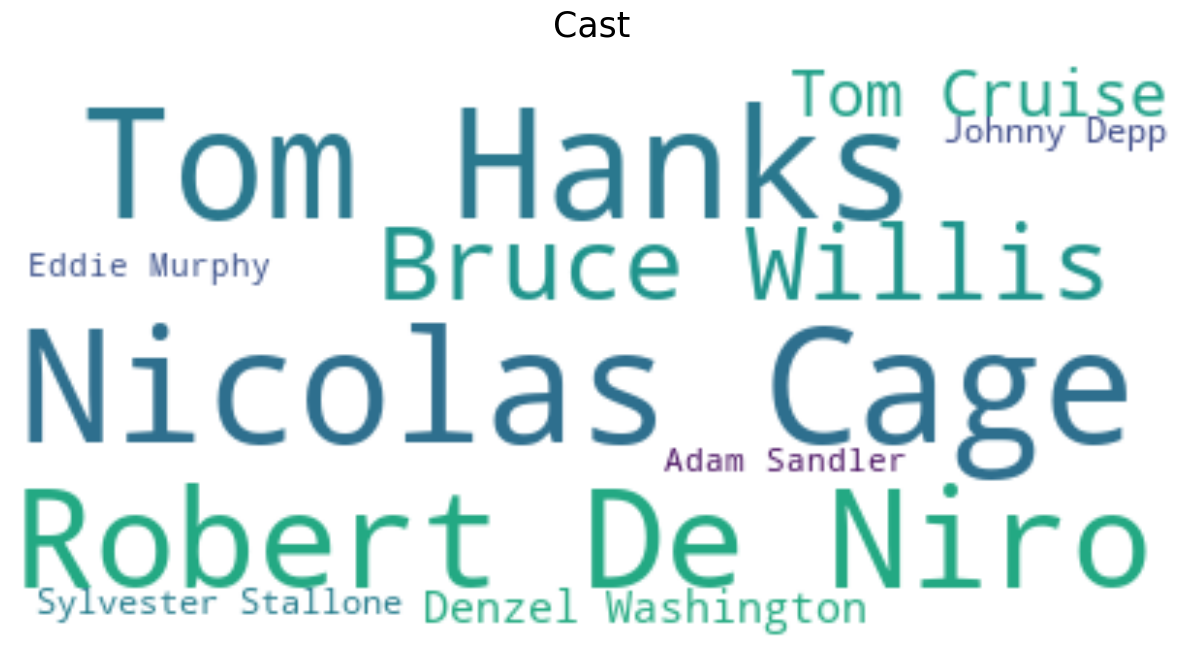 Cast
Tom Cruise
Tom Hanks
Johnny Depp
Bruce Willis
Eddie Murphy
Nicolas Cage
Adam Sandler
Robert De Niro
Sylvester Stallone
Denzel Washington